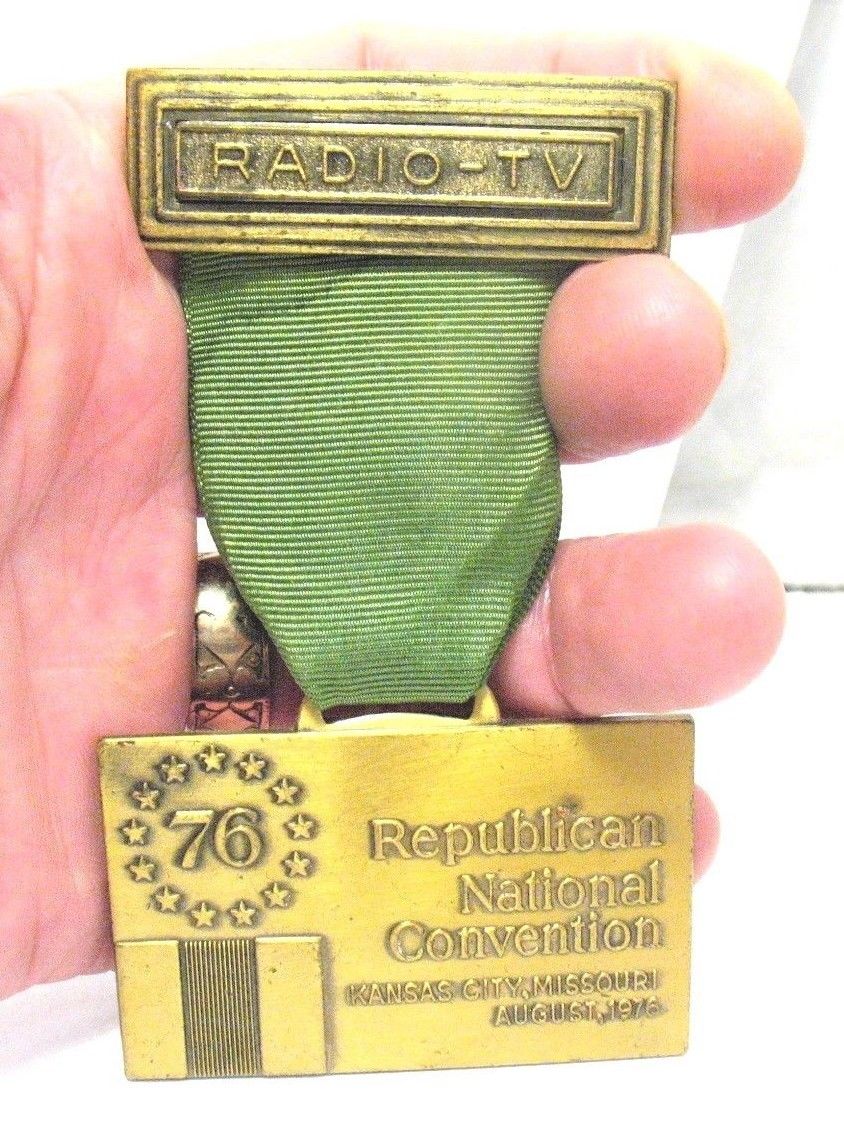 RADIO-TV
76
Republican
National
Convention
KANSAS CITY, MISSOURI
AUGUST, 1976